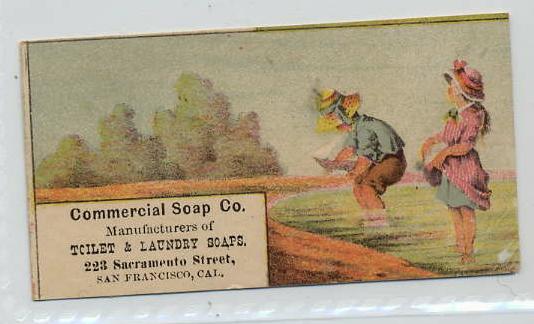 Commercial Soap Co.
Manufacturers of
TOILET & LAUNDRY SOAPS.
223 Sacramento Street,
SAN FRANCISCO, CAL.